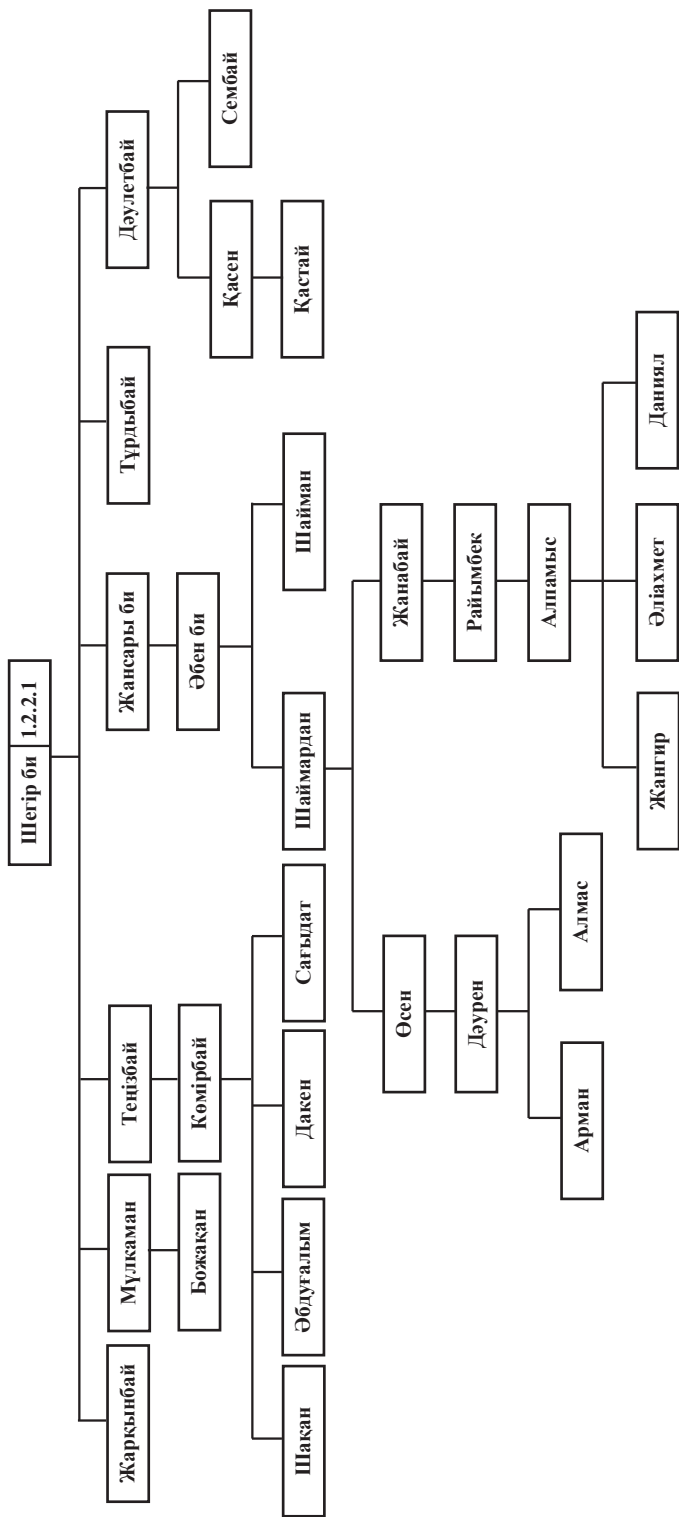 Шегір би 1.2.2.1
Жарқынбай
Мүлкаман
Теңізбай
Жансары би
Тұрдыбай
Дәулетбай
Божақан
Көмірбай
Әбен би
Қасен
Сембай
Шақан
Әбдуғалым
Дакен
Сағыдат
Шаймардан
Шайман
Қастай
Өсен
Жанабай
Дәурен
Райымбек
Арман
Алмас
Алпамыс
Жангир
Әліахмет
Даниял